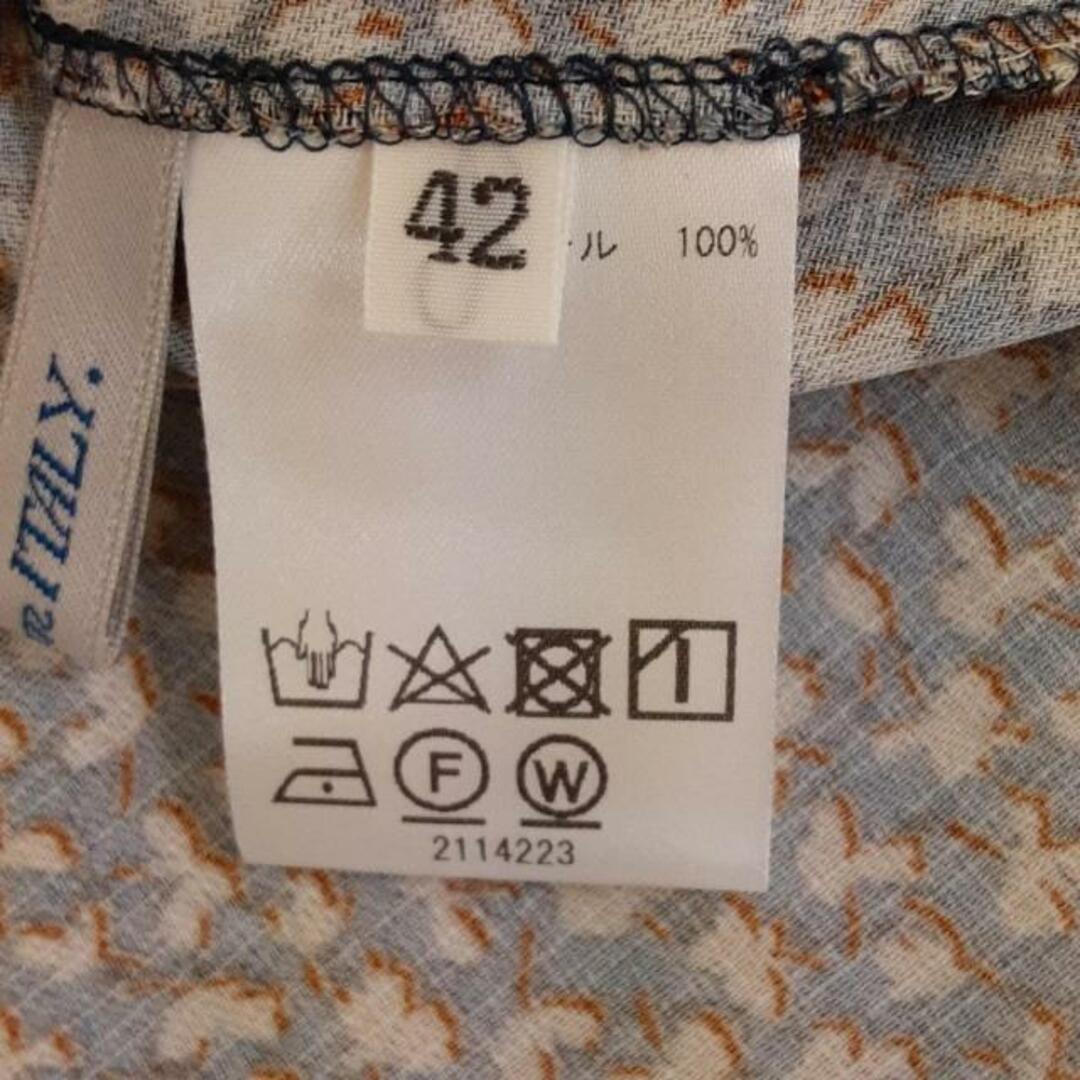 42
ル 100%
ITALY.
F W
2114223